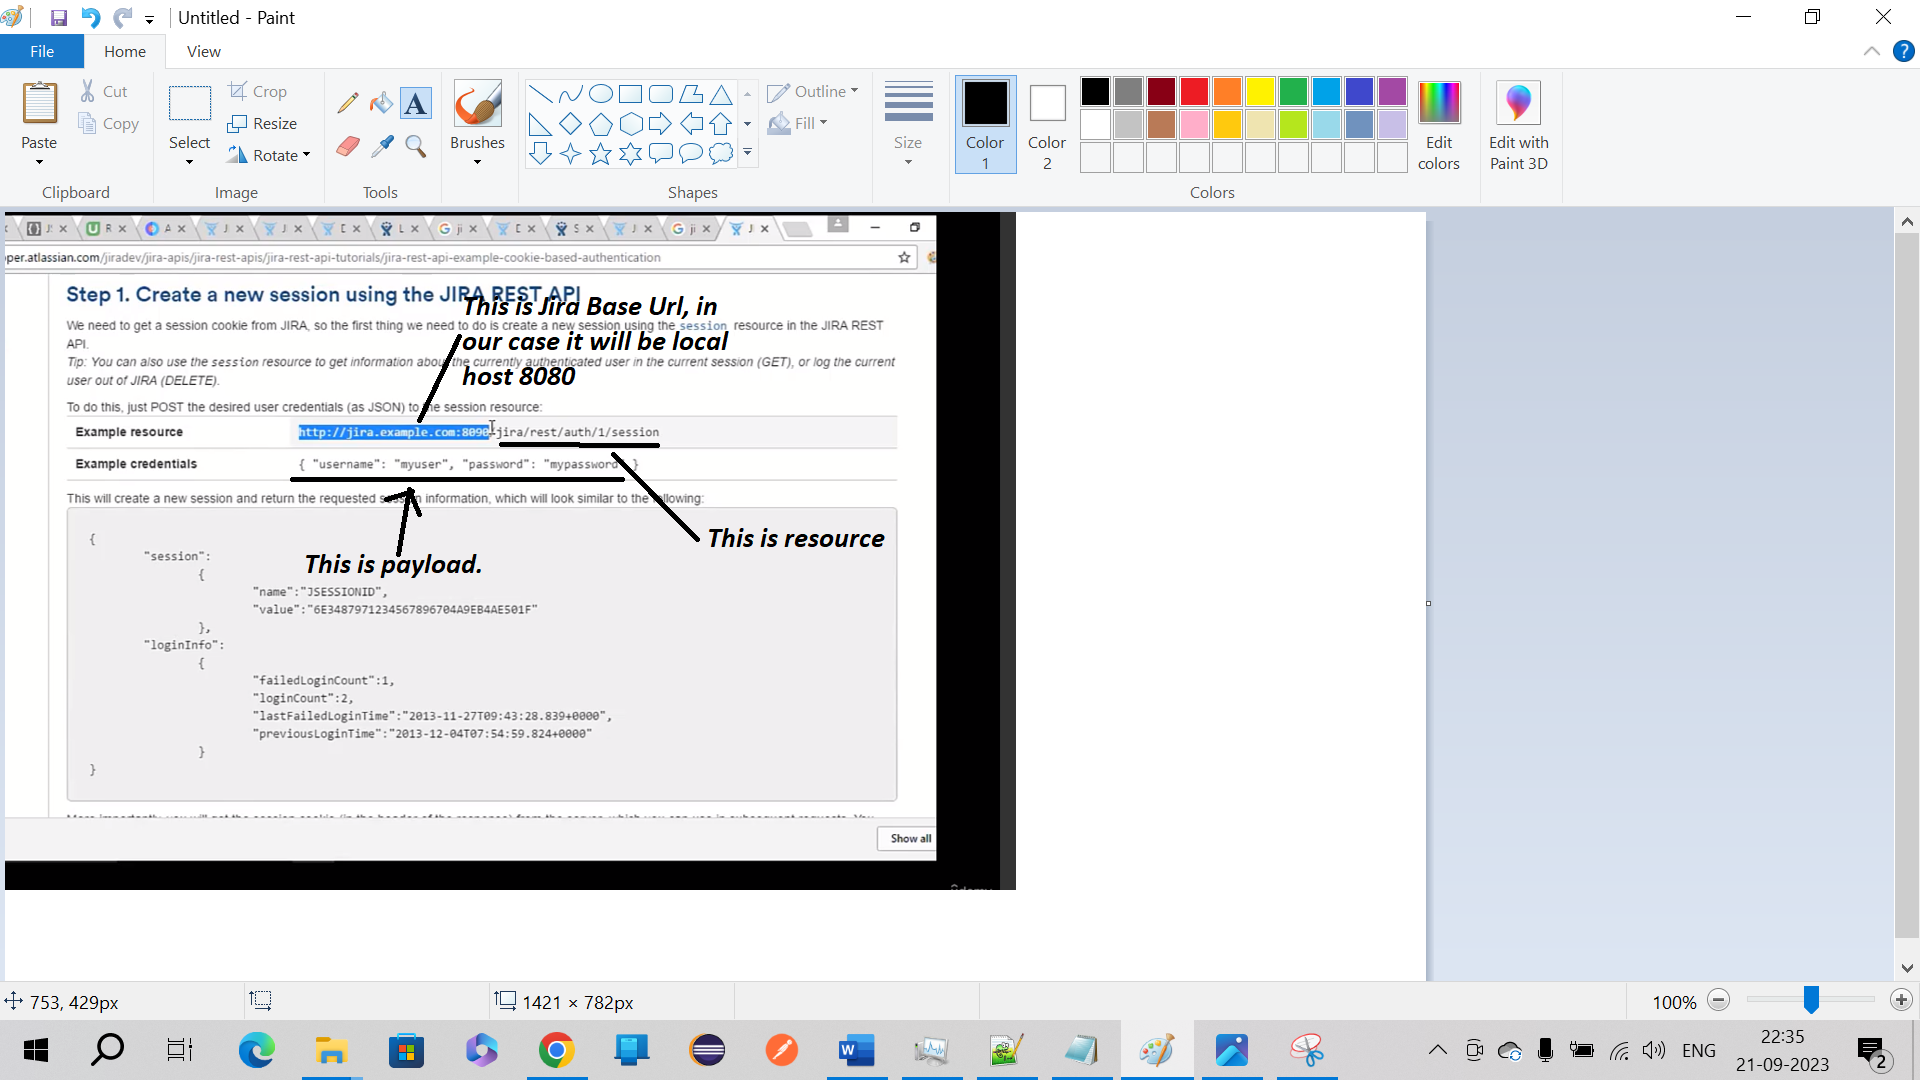 Untitled - Paint
File Home View
Paste
Cut
Copy
Clipboard
Select
Crop
Resize
Rotate
Image
Tools
Brushes
Shapes
Outline
Fill
Size
Color 1
Color 2
Colors
Edit colors
Edit with Paint 3D
per.atlassian.com/jiradev/jira-apis/jira-rest-apis/jira-rest-api-tutorials/jira-rest-api-example-cookie-based-authentication
Step 1. Create a new session using the JIRA REST API
This is Jira Base Url, in
our case it will be local
host 8080
We need to get a session cookie from JIRA, so the first thing we need to do is create a new session using the session resource in the JIRA REST
API.
Tip: You can also use the session resource to get information about the currently authenticated user in the current session (GET), or log the current
user out of JIRA (DELETE).
To do this, just POST the desired user credentials (as JSON) to the session resource:
Example resource http://jira.example.com:8090/jira/rest/auth/1/session
Example credentials { "username": "myuser", "password": "mypassword" }
This will create a new session and return the requested session information, which will look similar to the following:
This is resource
This is payload.
{
"session":
{
"name":"JSESSIONID",
"value":"6E3487971234567896704A9EB4AE501F"
},
"loginInfo":
{
"failedLoginCount":1,
"loginCount":2,
"lastFailedLoginTime":"2013-11-27T09:43:28.839+0000",
"previousLoginTime":"2013-12-04T07:54:59.824+0000"
}
}
Show all
753, 429px
1421 × 782px
100%
ENG
22:35
21-09-2023
2